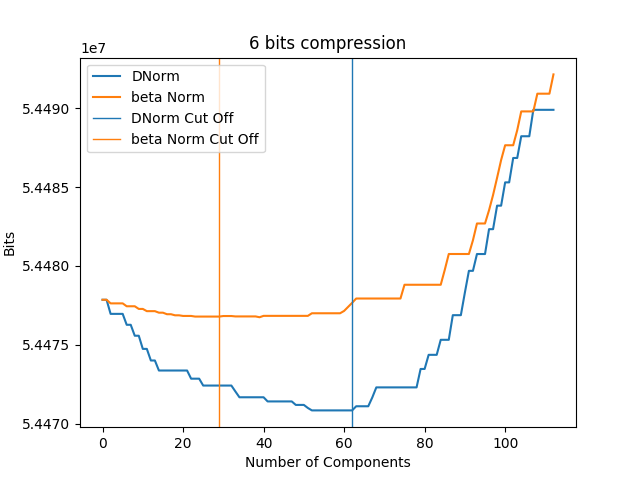 6 bits compression
1e7
DNorm
beta Norm
DNorm Cut Off
beta Norm Cut Off
5.4490
5.4485
5.4480
5.4475
5.4470
Bits
0 20 40 60 80 100
Number of Components